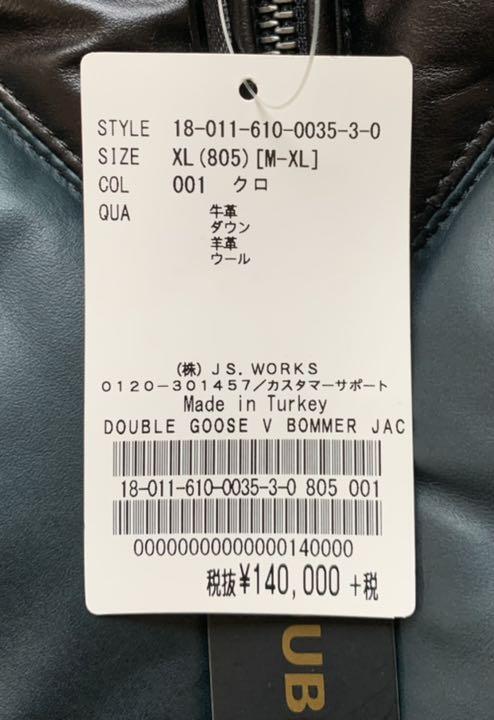 STYLE 18-011-610-0035-3-0
SIZE XL(805)[M-XL]
COL 001 クロ
QUA 牛革
ダウン
羊革
ウール
(株) JS. WORKS
0120-301457/カスタマーサポート
Made in Turkey
DOUBLE GOOSE V BOMMER JAC
18-011-610-0035-3-0 805 001
000000000000000140000
税抜¥140,000 +税
UB